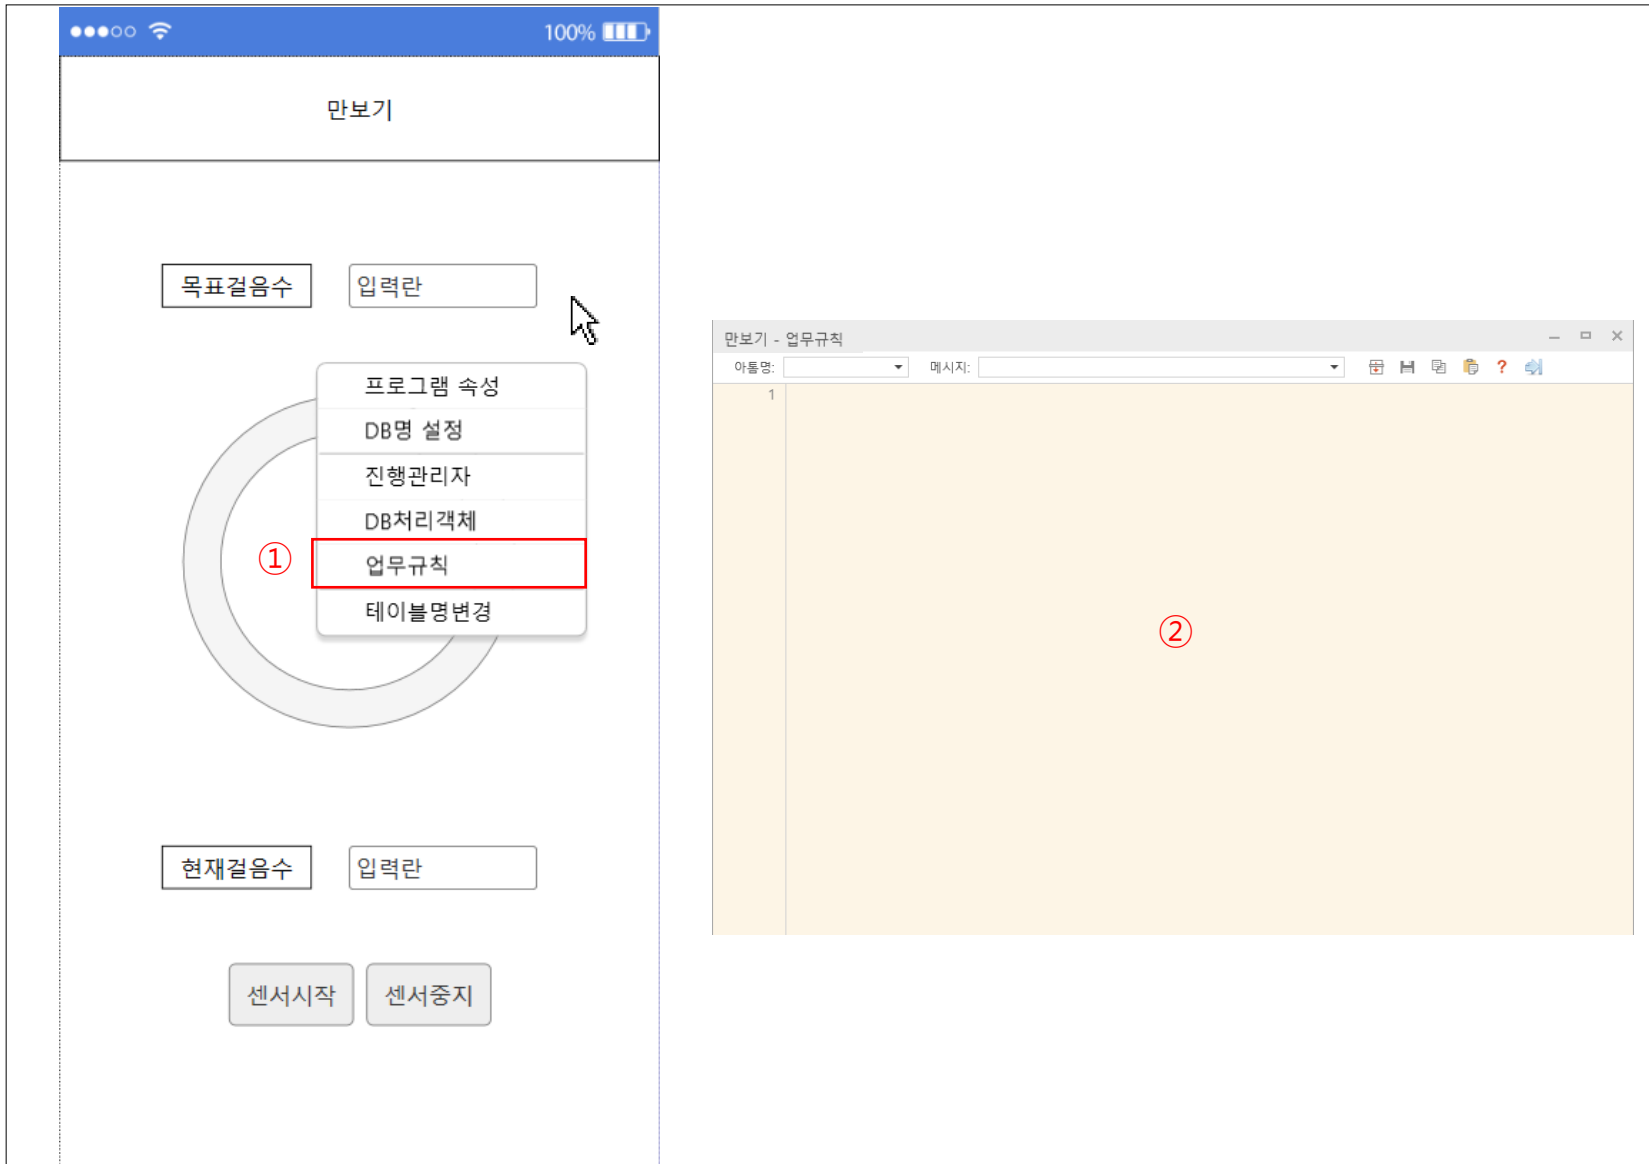 100%
만보기
목표걸음수 입력란
프로그램 속성
DB명 설정
진행관리자
DB처리객체
① 업무규칙
테이블명변경
현재걸음수 입력란
센서시작 센서중지
만보기 - 업무규칙
아톰명: 메시지: ?
1
②